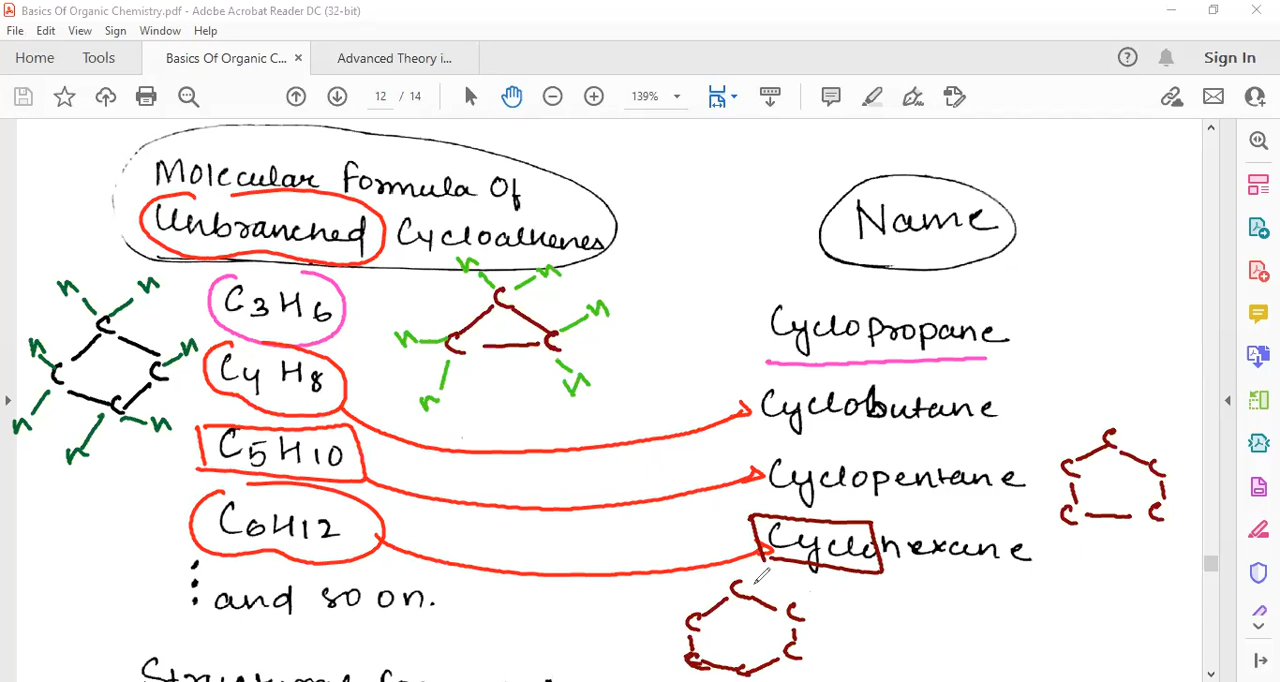 Basics Of Organic Chemistry.pdf - Adobe Acrobat Reader DC (32-bit)
File Edit View Sign Window Help
Home Tools Basics Of Organic C... × Advanced Theory i... Sign In
12 / 14 139%
Molecular Formula Of
Unbranched Cycloalkenes
Name
C3H6
Cyclopropane
C4H8
Cyclobutane
C5H10
Cyclopentane
C6H12
Cyclohexane
and so on.
n n
n C n
C C
C
n n n n
n n
C n
n C C
n n
C
C C
C C
C
C C
C C
C